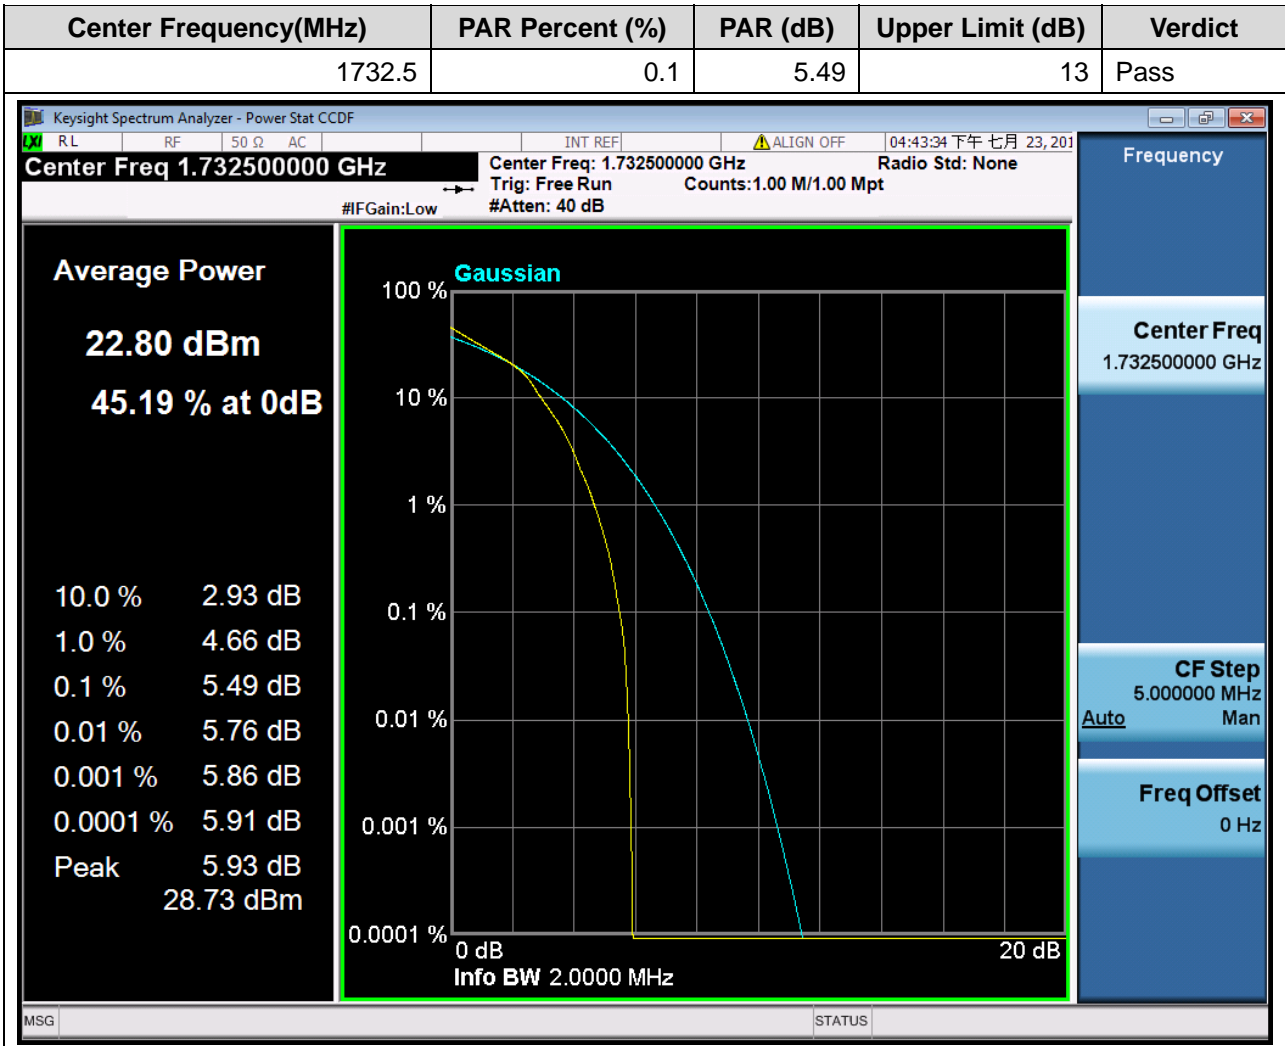 Center Frequency(MHz) PAR Percent (%) PAR (dB) Upper Limit (dB) Verdict
1732.5 0.1 5.49 13 Pass
Keysight Spectrum Analyzer - Power Stat CCDF
LXI RL RF 50 Ω AC INT REF ALIGN OFF 04:43:34 下午 七月 23, 201
Center Freq 1.732500000 GHz
Center Freq: 1.732500000 GHz Radio Std: None
Trig: Free Run Counts:1.00 M/1.00 Mpt
#IFGain:Low #Atten: 40 dB
Frequency
Average Power
22.80 dBm
45.19 % at 0dB
10.0 % 2.93 dB
1.0 % 4.66 dB
0.1 % 5.49 dB
0.01 % 5.76 dB
0.001 % 5.86 dB
0.0001 % 5.91 dB
Peak 5.93 dB
28.73 dBm
Gaussian
100 %
10 %
1 %
0.1 %
0.01 %
0.001 %
0.0001 %
0 dB 20 dB
Info BW 2.0000 MHz
Center Freq
1.732500000 GHz
CF Step
5.000000 MHz
Auto Man
Freq Offset
0 Hz
MSG STATUS